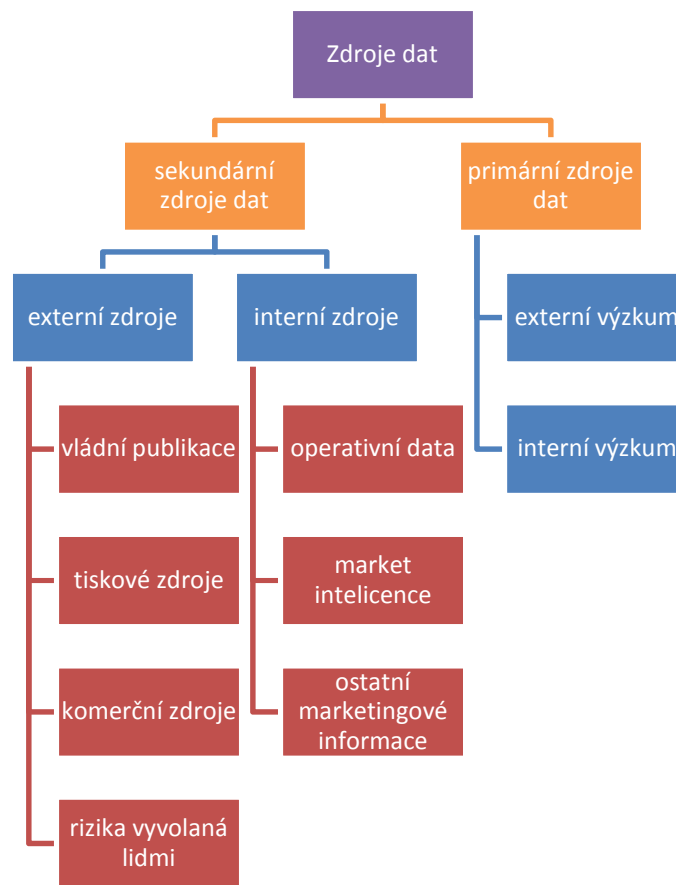 Zdroje dat
sekundární
zdroje dat
primární zdroje
dat
externí zdroje
interní zdroje
externí výzkum
vládní publikace
operativní data
interní výzkum
tiskové zdroje
market
intelicence
komerční zdroje
ostatní
marketingové
informace
rizika vyvolaná
lidmi